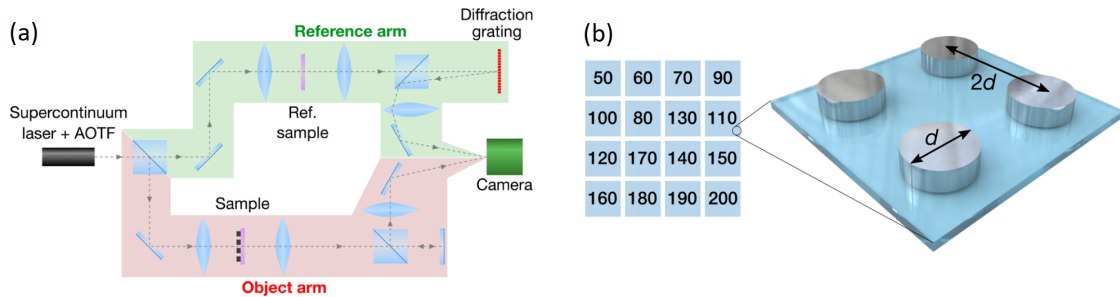 (a)
Reference arm
Diffraction
grating
Supercontinuum
laser + AOTF
Ref.
sample
Camera
Sample
Object arm
(b)
50 60 70 90
100 80 130 110
120 170 140 150
160 180 190 200
2d
d